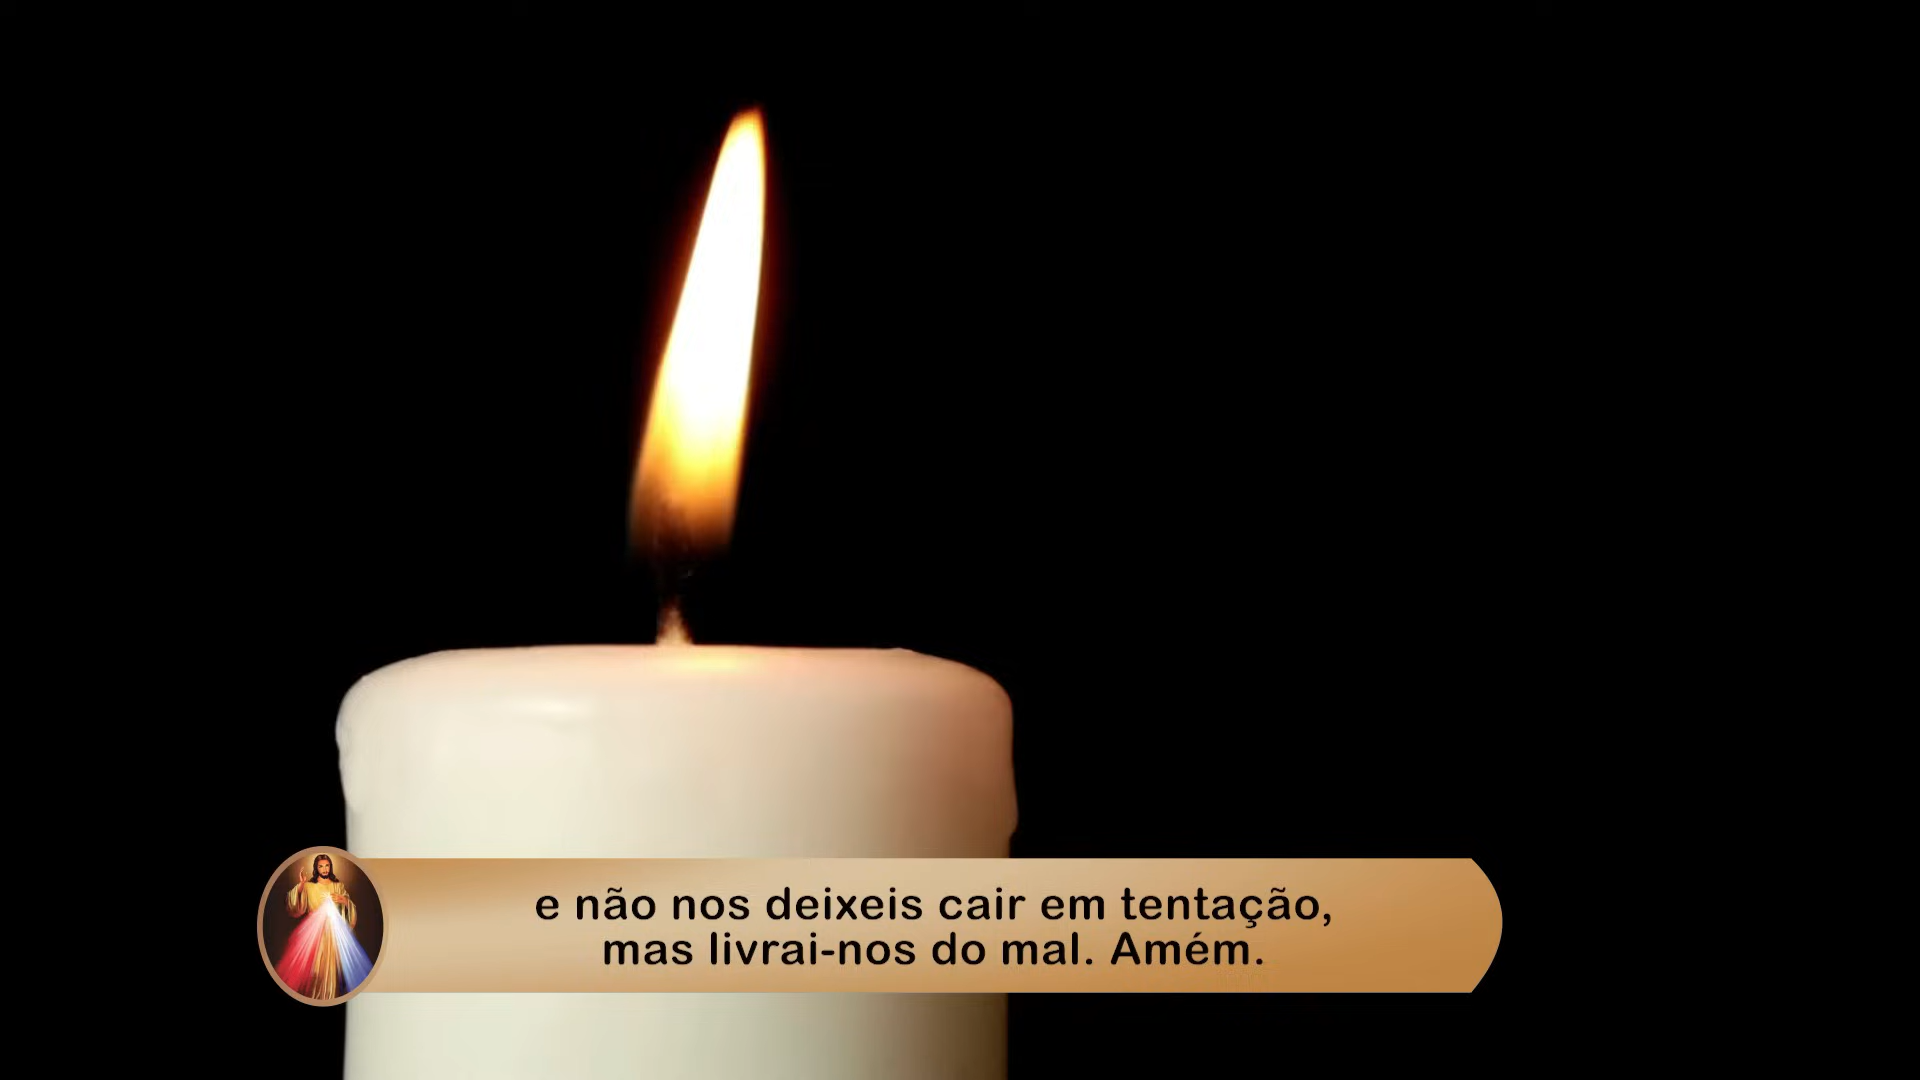 e não nos deixeis cair em tentação,
mas livrai-nos do mal. Amém.